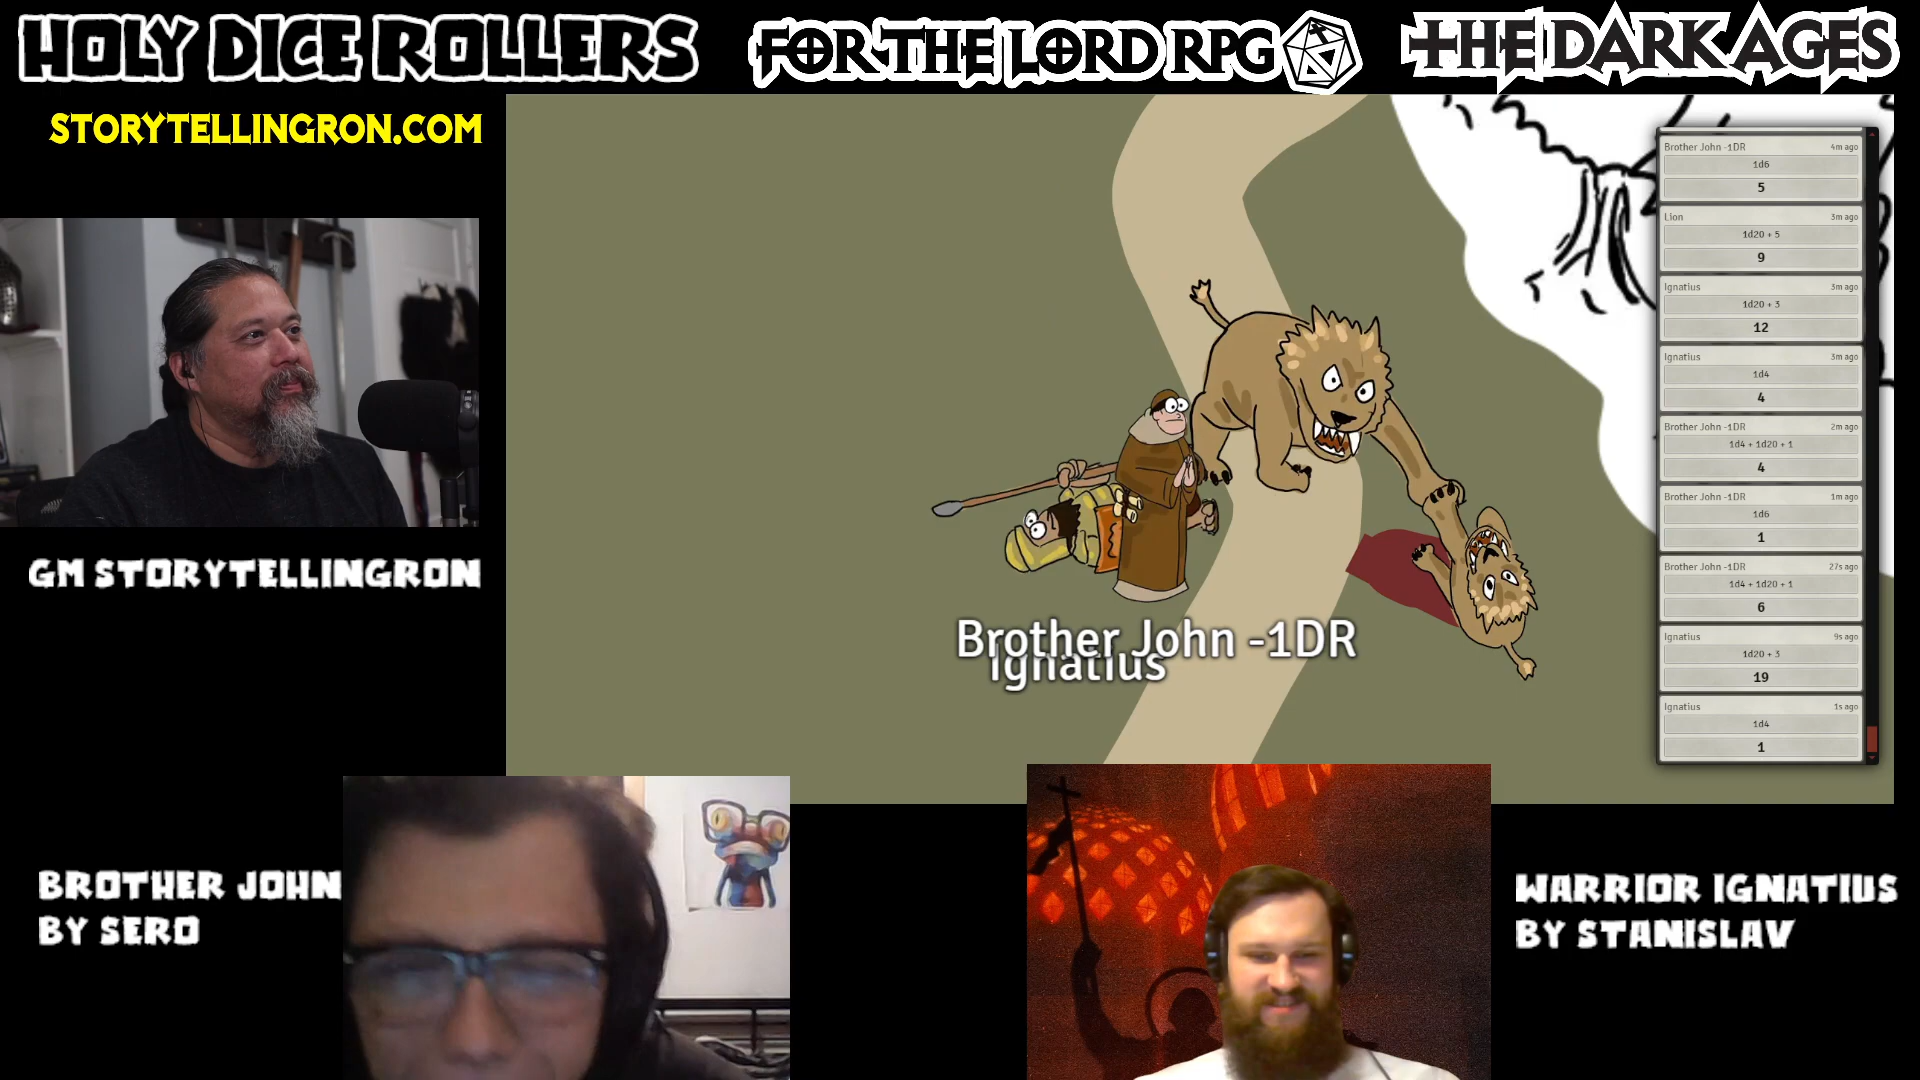 HOLY DICE ROLLERS
FOR THE LORD RPG
THE DARK AGES
STORYTELLINGRON.COM
GM STORYTELLINGRON
Brother John -1DR
Ignatius
Brother John -1DR 4m ago
1d6
5
Lion 3m ago
1d20 + 5
9
Ignatius 3m ago
1d20 + 3
12
Ignatius 3m ago
1d4
4
Brother John -1DR 2m ago
1d4 + 1d20 + 1
4
Brother John -1DR 1m ago
1d6
1
Brother John -1DR 27s ago
1d4 + 1d20 + 1
6
Ignatius 9s ago
1d20 + 3
19
Ignatius 1s ago
1d4
1
BROTHER JOHN
BY SERO
WARRIOR IGNATIUS
BY STANISLAV